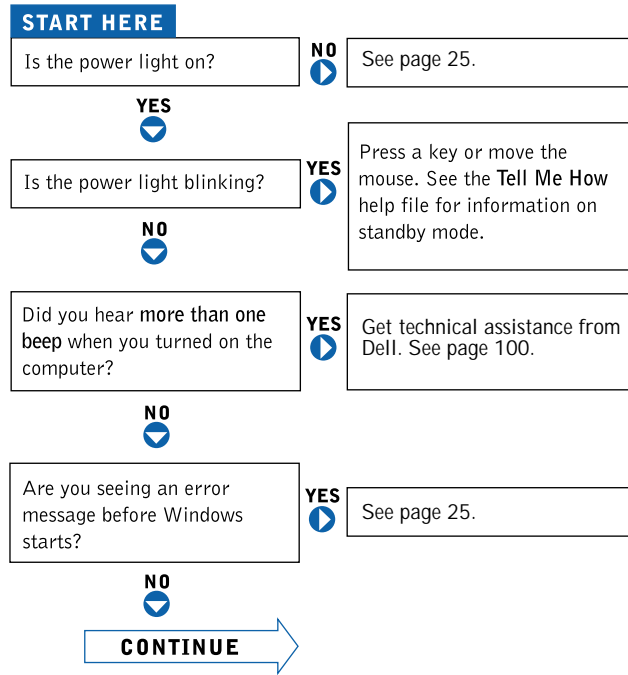 START HERE
Is the power light on?
NO
See page 25.
YES
Is the power light blinking?
YES
Press a key or move the
mouse. See the Tell Me How
help file for information on
standby mode.
NO
Did you hear more than one
beep when you turned on the
computer?
YES
Get technical assistance from
Dell. See page 100.
NO
Are you seeing an error
message before Windows
starts?
YES
See page 25.
NO
CONTINUE